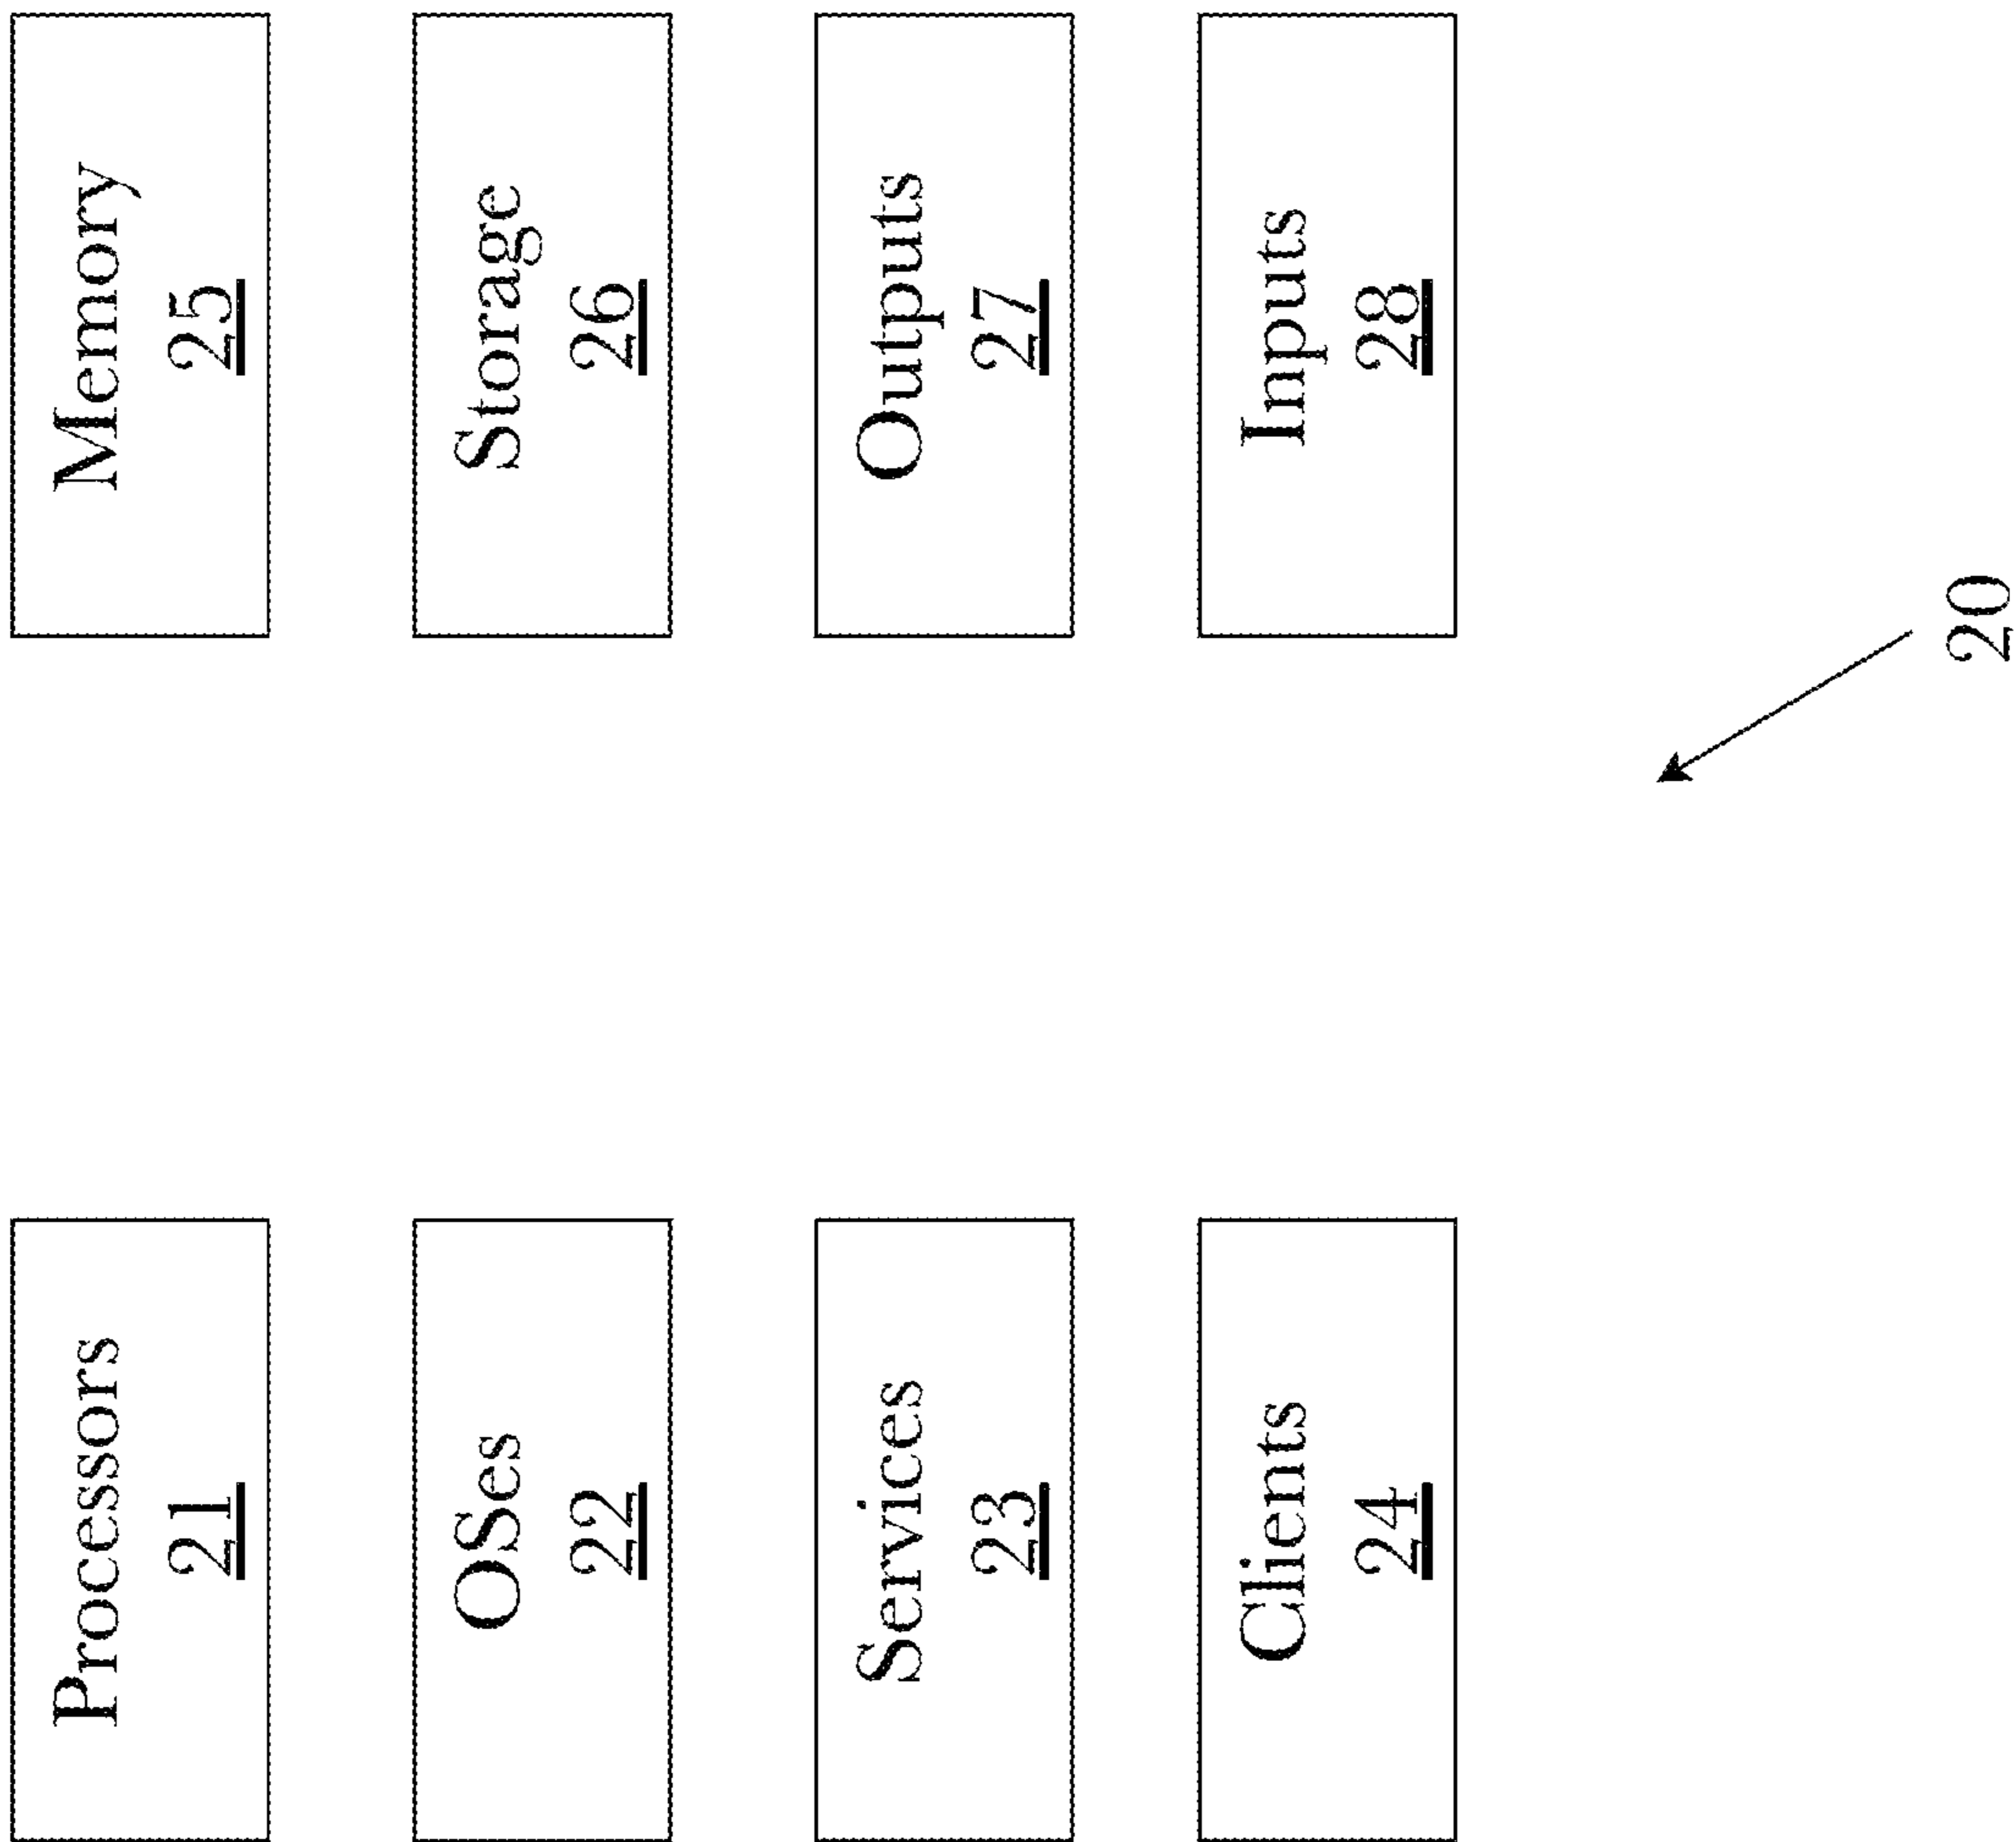 Processors
21
Memory
25
OSes
22
Storage
26
Services
23
Outputs
27
Clients
24
Inputs
28
20